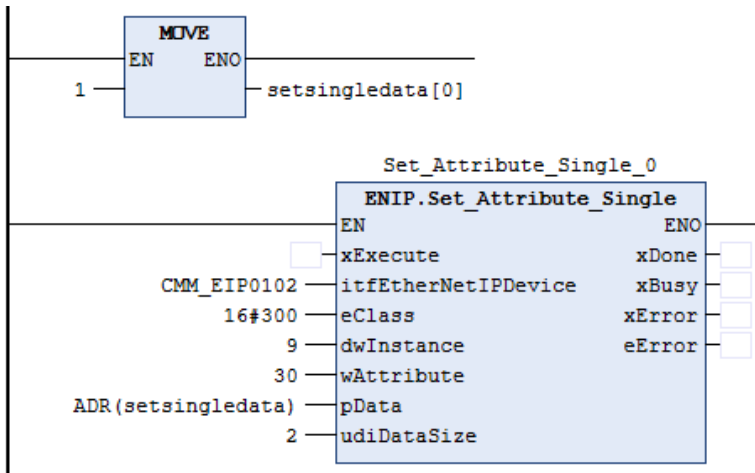 MOVE
EN ENO
1 setsingledata[0]
Set_Attribute_Single_0
ENIP.Set_Attribute_Single
EN ENO
xExecute xDone
CMM_EIP0102 itfEtherNetIPDevice xBusy
16#300 eClass xError
9 dwInstance eError
30 wAttribute
ADR(setsingledata) pData
2 udiDataSize